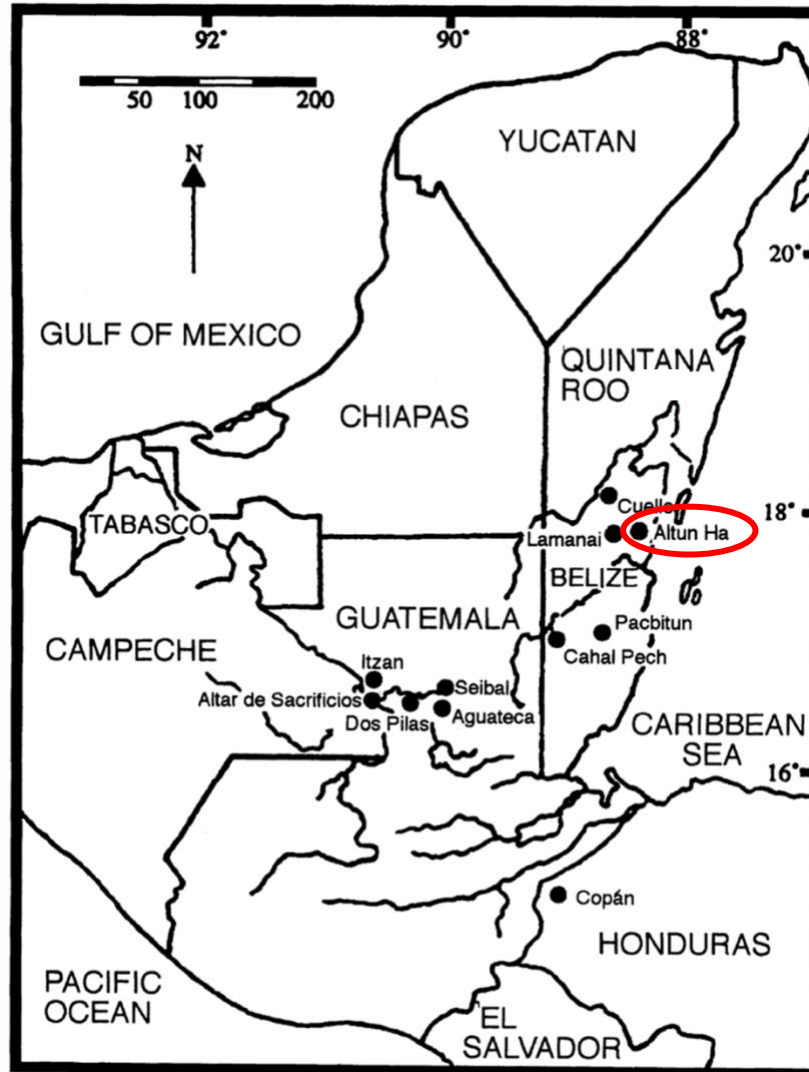 92° 90° 88°
50 100 200
N
YUCATAN
20°
GULF OF MEXICO
QUINTANA
ROO
CHIAPAS
Cuello
18°
TABASCO
Lamanai
Altun Ha
BELIZE
GUATEMALA
Pacbitun
CAMPECHE
Cahal Pech
Itzan
Seibal
Altar de Sacrificios
Dos Pilas
Aguateca
CARIBBEAN
SEA
16°
Copán
HONDURAS
PACIFIC
OCEAN
EL
SALVADOR